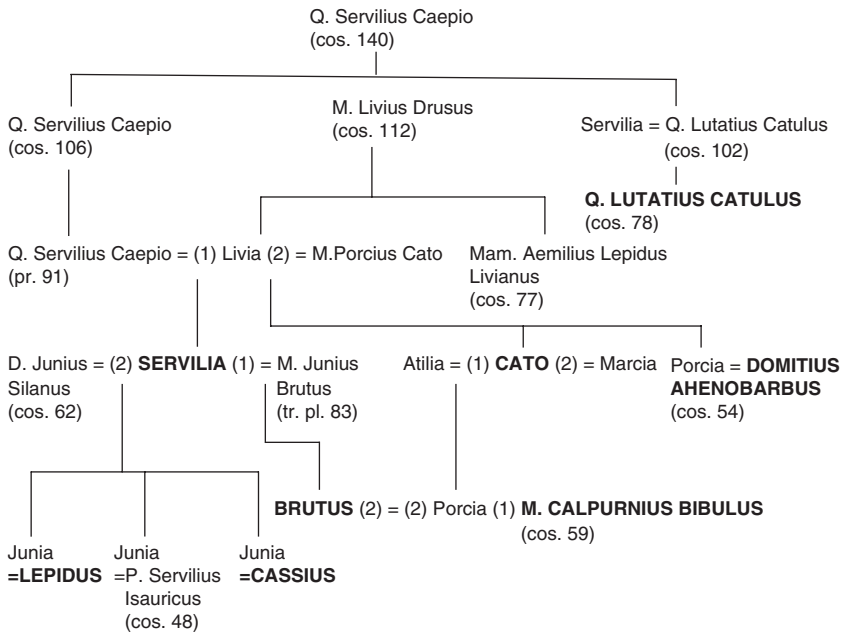 Q. Servilius Caepio
(cos. 140)
Q. Servilius Caepio
(cos. 106)
M. Livius Drusus
(cos. 112)
Servilia = Q. Lutatius Catulus
(cos. 102)
Q. LUTATIUS CATULUS
(cos. 78)
Q. Servilius Caepio = (1) Livia (2) = M.Porcius Cato
(pr. 91)
Mam. Aemilius Lepidus
Livianus
(cos. 77)
D. Junius = (2) SERVILIA (1) = M. Junius
Silanus
(cos. 62)
Brutus
(tr. pl. 83)
Atilia = (1) CATO (2) = Marcia
Porcia = DOMITIUS
AHENOBARBUS
(cos. 54)
BRUTUS (2) = (2) Porcia (1) M. CALPURNIUS BIBULUS
(cos. 59)
Junia
=LEPIDUS
Junia
=P. Servilius
Isauricus
(cos. 48)
Junia
=CASSIUS